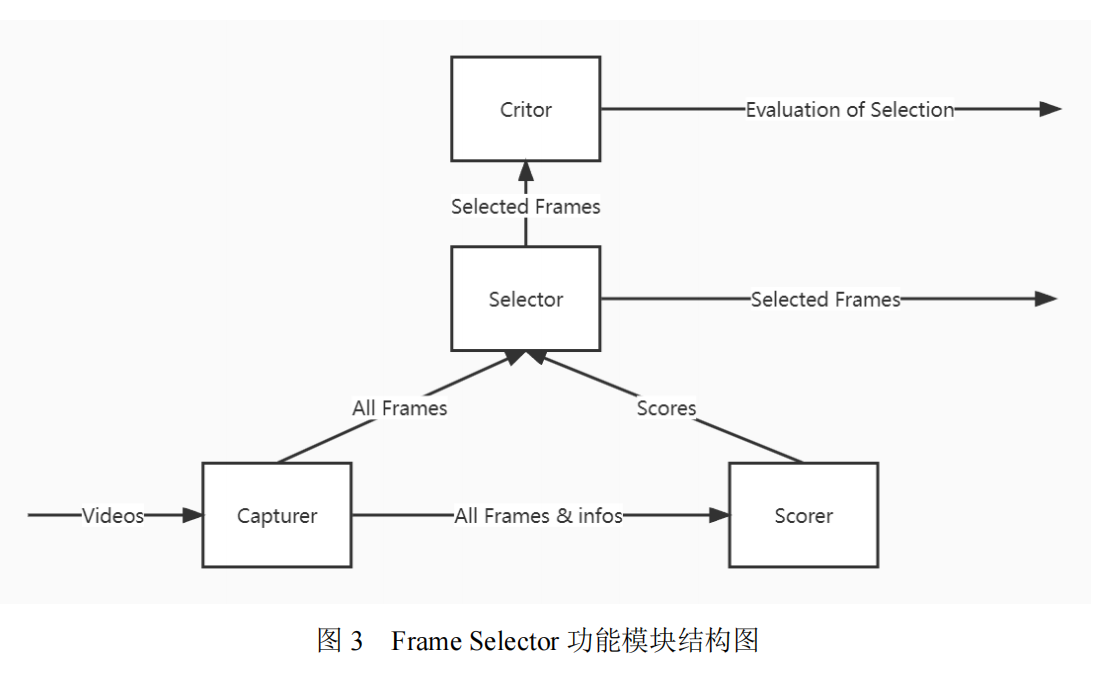 Critor
Evaluation of Selection
Selected Frames
Selector
Selected Frames
All Frames
Scores
Videos
Capturer
All Frames & infos
Scorer
图 3 Frame Selector 功能模块结构图